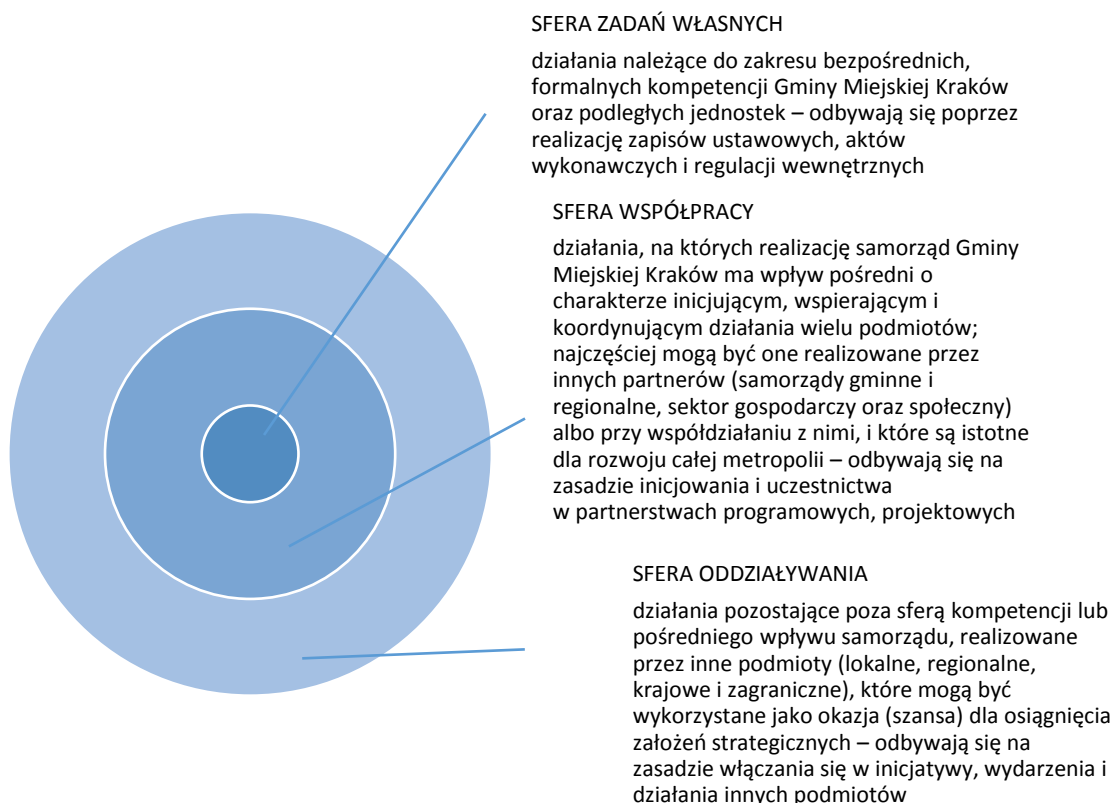 SFERA ZADAŃ WŁASNYCH
działania należące do zakresu bezpośrednich,
formalnych kompetencji Gminy Miejskiej Kraków
oraz podległych jednostek – odbywają się poprzez
realizację zapisów ustawowych, aktów
wykonawczych i regulacji wewnętrznych
SFERA WSPÓŁPRACY
działania, na których realizację samorząd Gminy
Miejskiej Kraków ma wpływ pośredni o
charakterze inicjującym, wspierającym i
koordynującym działania wielu podmiotów;
najczęściej mogą być one realizowane przez
innych partnerów (samorządy gminne i
regionalne, sektor gospodarczy oraz społeczny)
albo przy współdziałaniu z nimi, i które są istotne
dla rozwoju całej metropolii – odbywają się na
zasadzie inicjowania i uczestnictwa
w partnerstwach programowych, projektowych
SFERA ODDZIAŁYWANIA
działania pozostające poza sferą kompetencji lub
pośredniego wpływu samorządu, realizowane
przez inne podmioty (lokalne, regionalne,
krajowe i zagraniczne), które mogą być
wykorzystane jako okazja (szansa) dla osiągnięcia
założeń strategicznych – odbywają się na
zasadzie włączania się w inicjatywy, wydarzenia i
działania innych podmiotów